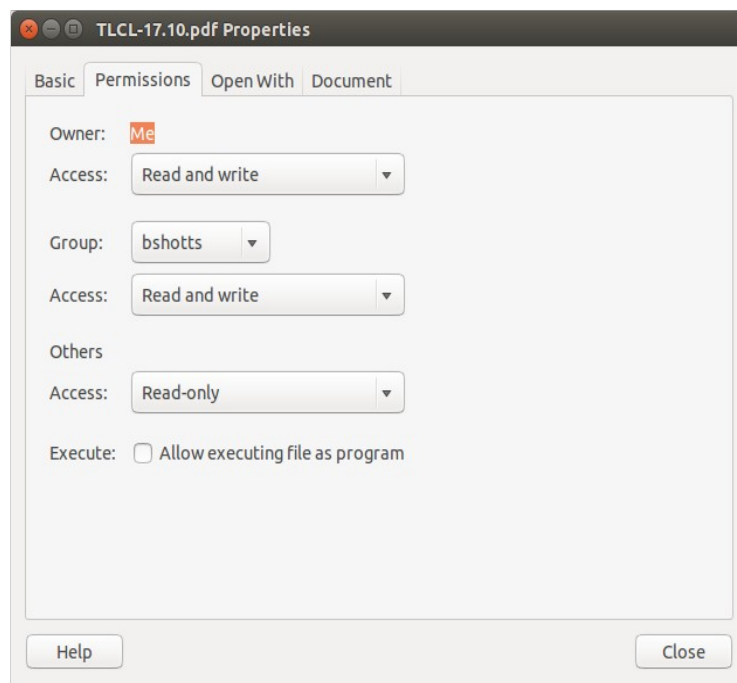 TLCL-17.10.pdf Properties
Basic Permissions Open With Document
Owner: Me
Access: Read and write
Group: bshotts
Access: Read and write
Others
Access: Read-only
Execute: Allow executing file as program
Help Close